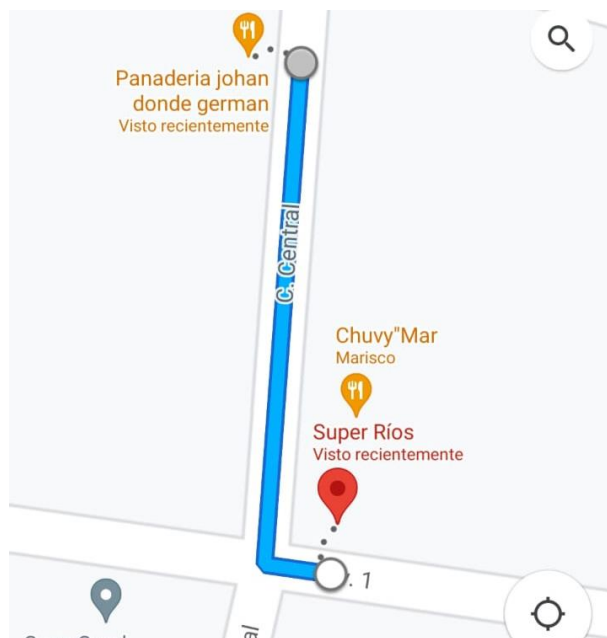 Panaderia johan
donde german
Visto recientemente
C. Central
Chuvy"Mar
Marisco
Super Ríos
Visto recientemente
. 1